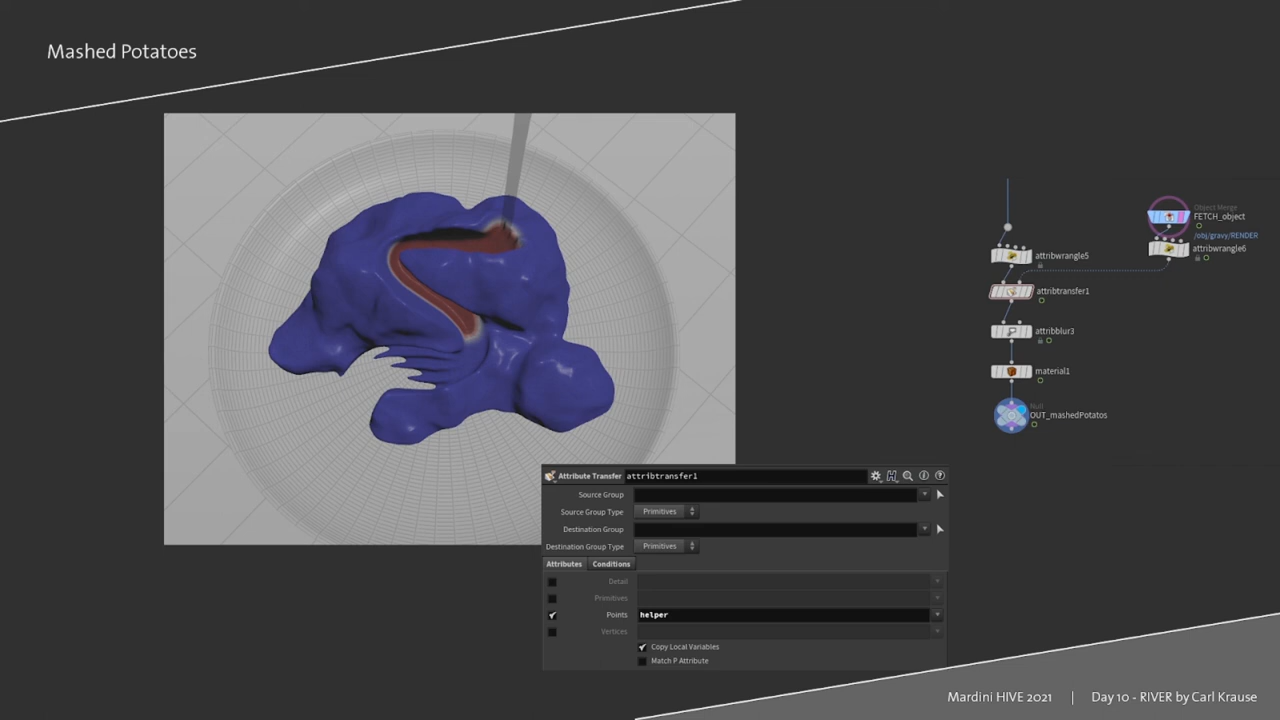 Mashed Potatoes
Object Merge
FETCH_object
/obj/gravy/RENDER
attribwrangle5
attribwrangle6
attribtransfer1
attribblur3
material1
Null
OUT_mashedPotatos
Attribute Transfer attribtransfer1
Source Group
Source Group Type Primitives
Destination Group
Destination Group Type Primitives
Attributes Conditions
Detail
Primitives
Points helper
Vertices
Copy Local Variables
Match P Attribute
Mardini HIVE 2021 | Day 10 - RIVER by Carl Krause